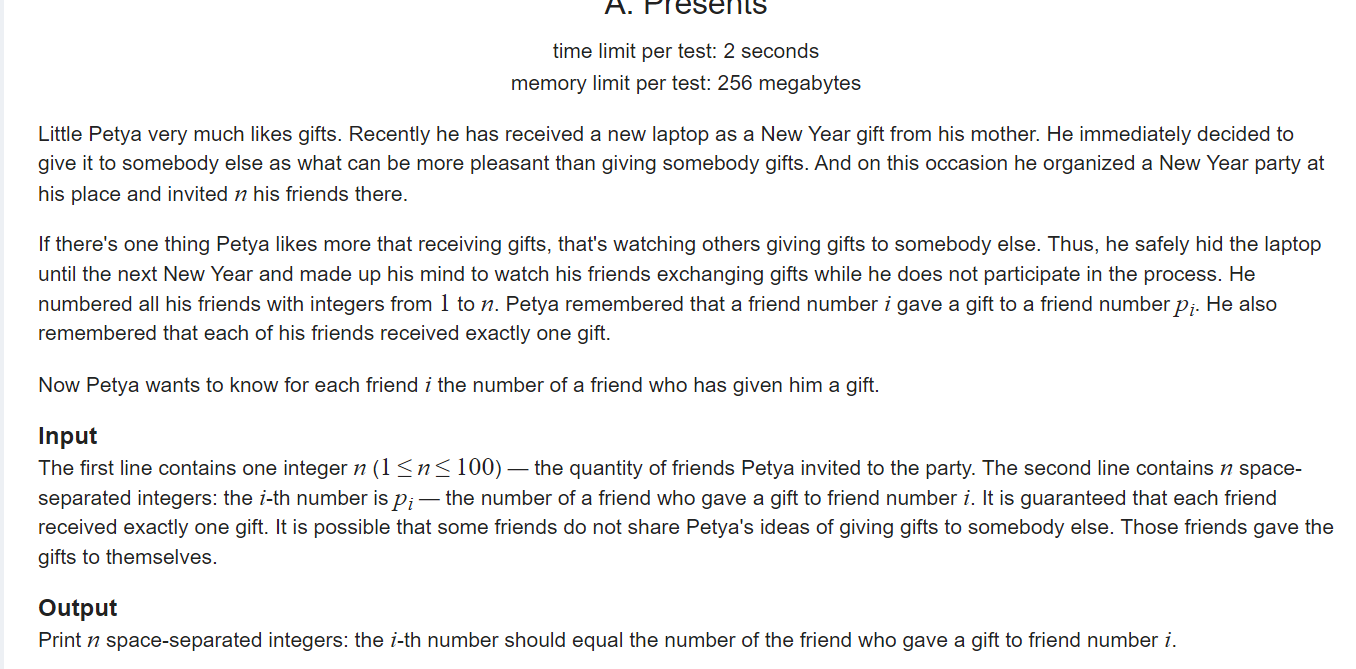 A. Presents
time limit per test: 2 seconds
memory limit per test: 256 megabytes
Little Petya very much likes gifts. Recently he has received a new laptop as a New Year gift from his mother. He immediately decided to
give it to somebody else as what can be more pleasant than giving somebody gifts. And on this occasion he organized a New Year party at
his place and invited n his friends there.
If there's one thing Petya likes more that receiving gifts, that's watching others giving gifts to somebody else. Thus, he safely hid the laptop
until the next New Year and made up his mind to watch his friends exchanging gifts while he does not participate in the process. He
numbered all his friends with integers from 1 to n. Petya remembered that a friend number i gave a gift to a friend number pᵢ. He also
remembered that each of his friends received exactly one gift.
Now Petya wants to know for each friend i the number of a friend who has given him a gift.
Input
The first line contains one integer n (1 ≤ n ≤ 100) — the quantity of friends Petya invited to the party. The second line contains n space-
separated integers: the i-th number is pᵢ — the number of a friend who gave a gift to friend number i. It is guaranteed that each friend
received exactly one gift. It is possible that some friends do not share Petya's ideas of giving gifts to somebody else. Those friends gave the
gifts to themselves.
Output
Print n space-separated integers: the i-th number should equal the number of the friend who gave a gift to friend number i.